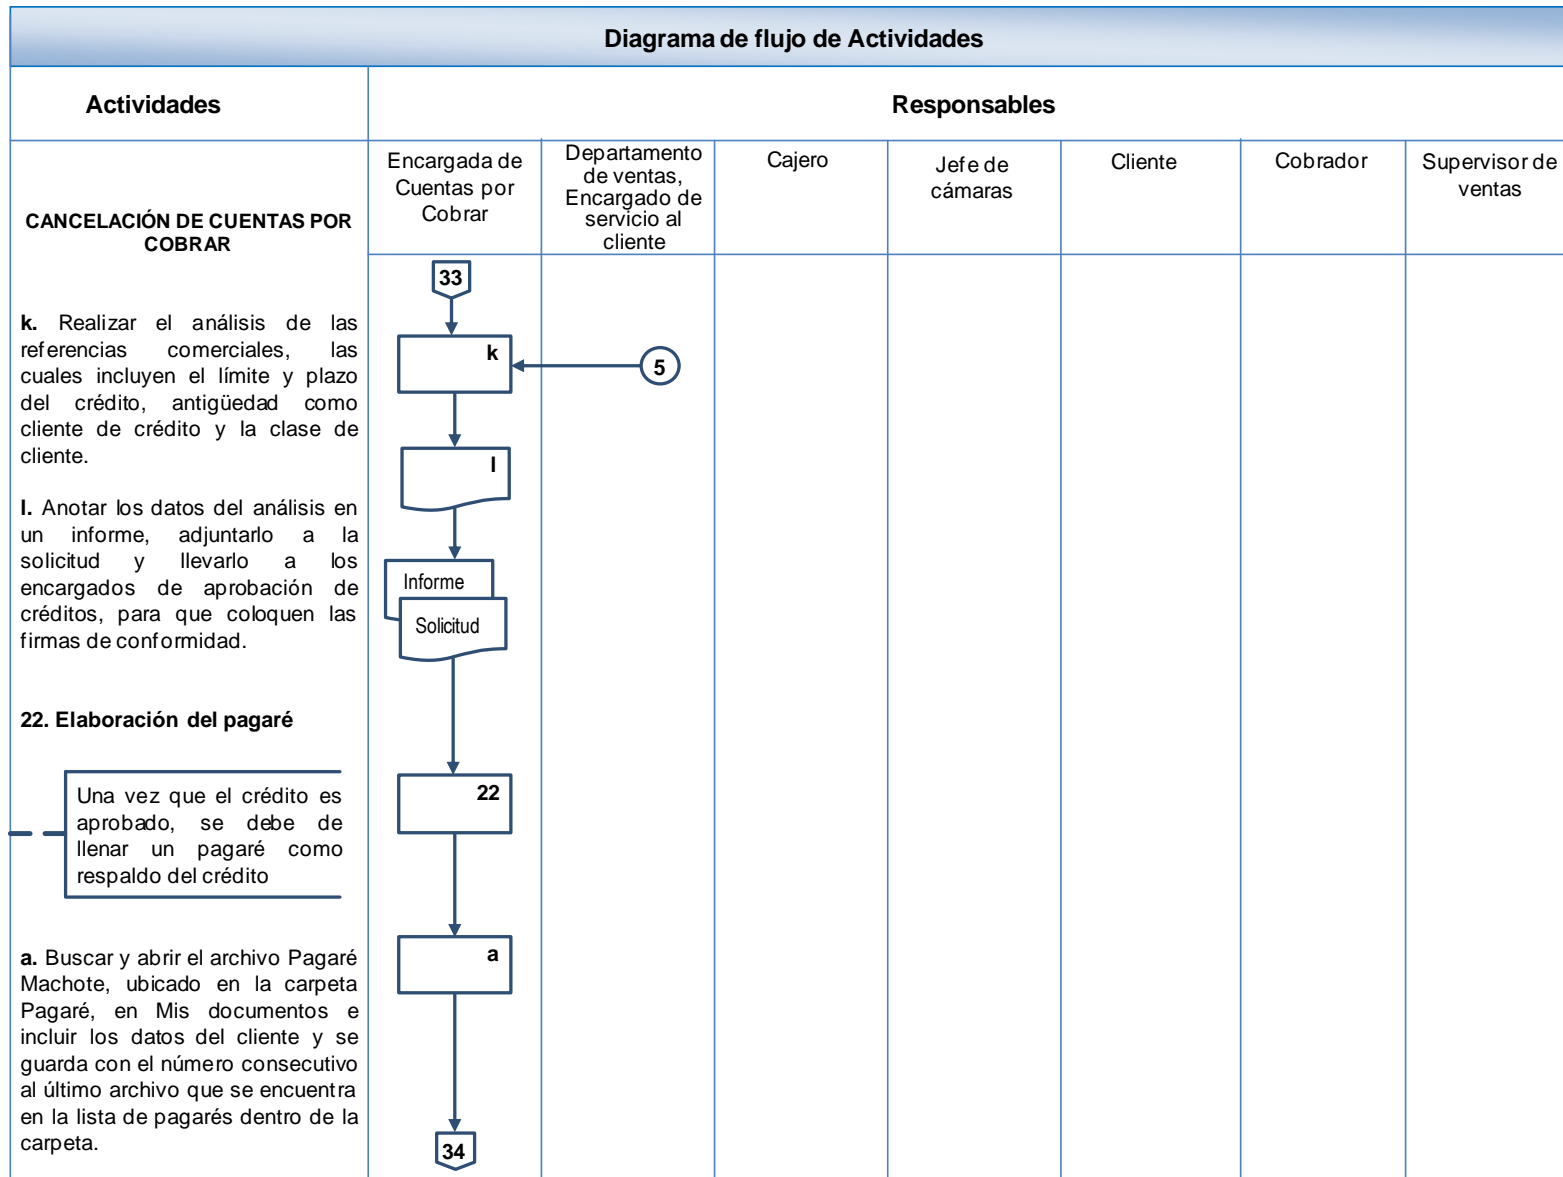 Diagrama de flujo de Actividades
Actividades
Responsables
CANCELACIÓN DE CUENTAS POR
COBRAR
Encargada de
Cuentas por
Cobrar
Departamento
de ventas,
Encargado de
servicio al
cliente
Cajero
Jefe de
cámaras
Cliente
Cobrador
Supervisor de
ventas
k. Realizar el análisis de las
referencias comerciales, las
cuales incluyen el límite y plazo
del crédito, antigüedad como
cliente de crédito y la clase de
cliente.
l. Anotar los datos del análisis en
un informe, adjuntarlo a la
solicitud y llevarlo a los
encargados de aprobación de
créditos, para que coloquen las
firmas de conformidad.
22. Elaboración del pagaré
Una vez que el crédito es
aprobado, se debe de
llenar un pagaré como
respaldo del crédito
a. Buscar y abrir el archivo Pagaré
Machote, ubicado en la carpeta
Pagaré, en Mis documentos e
incluir los datos del cliente y se
guarda con el número consecutivo
al último archivo que se encuentra
en la lista de pagarés dentro de la
carpeta.
33
k
5
l
Informe
Solicitud
22
a
34